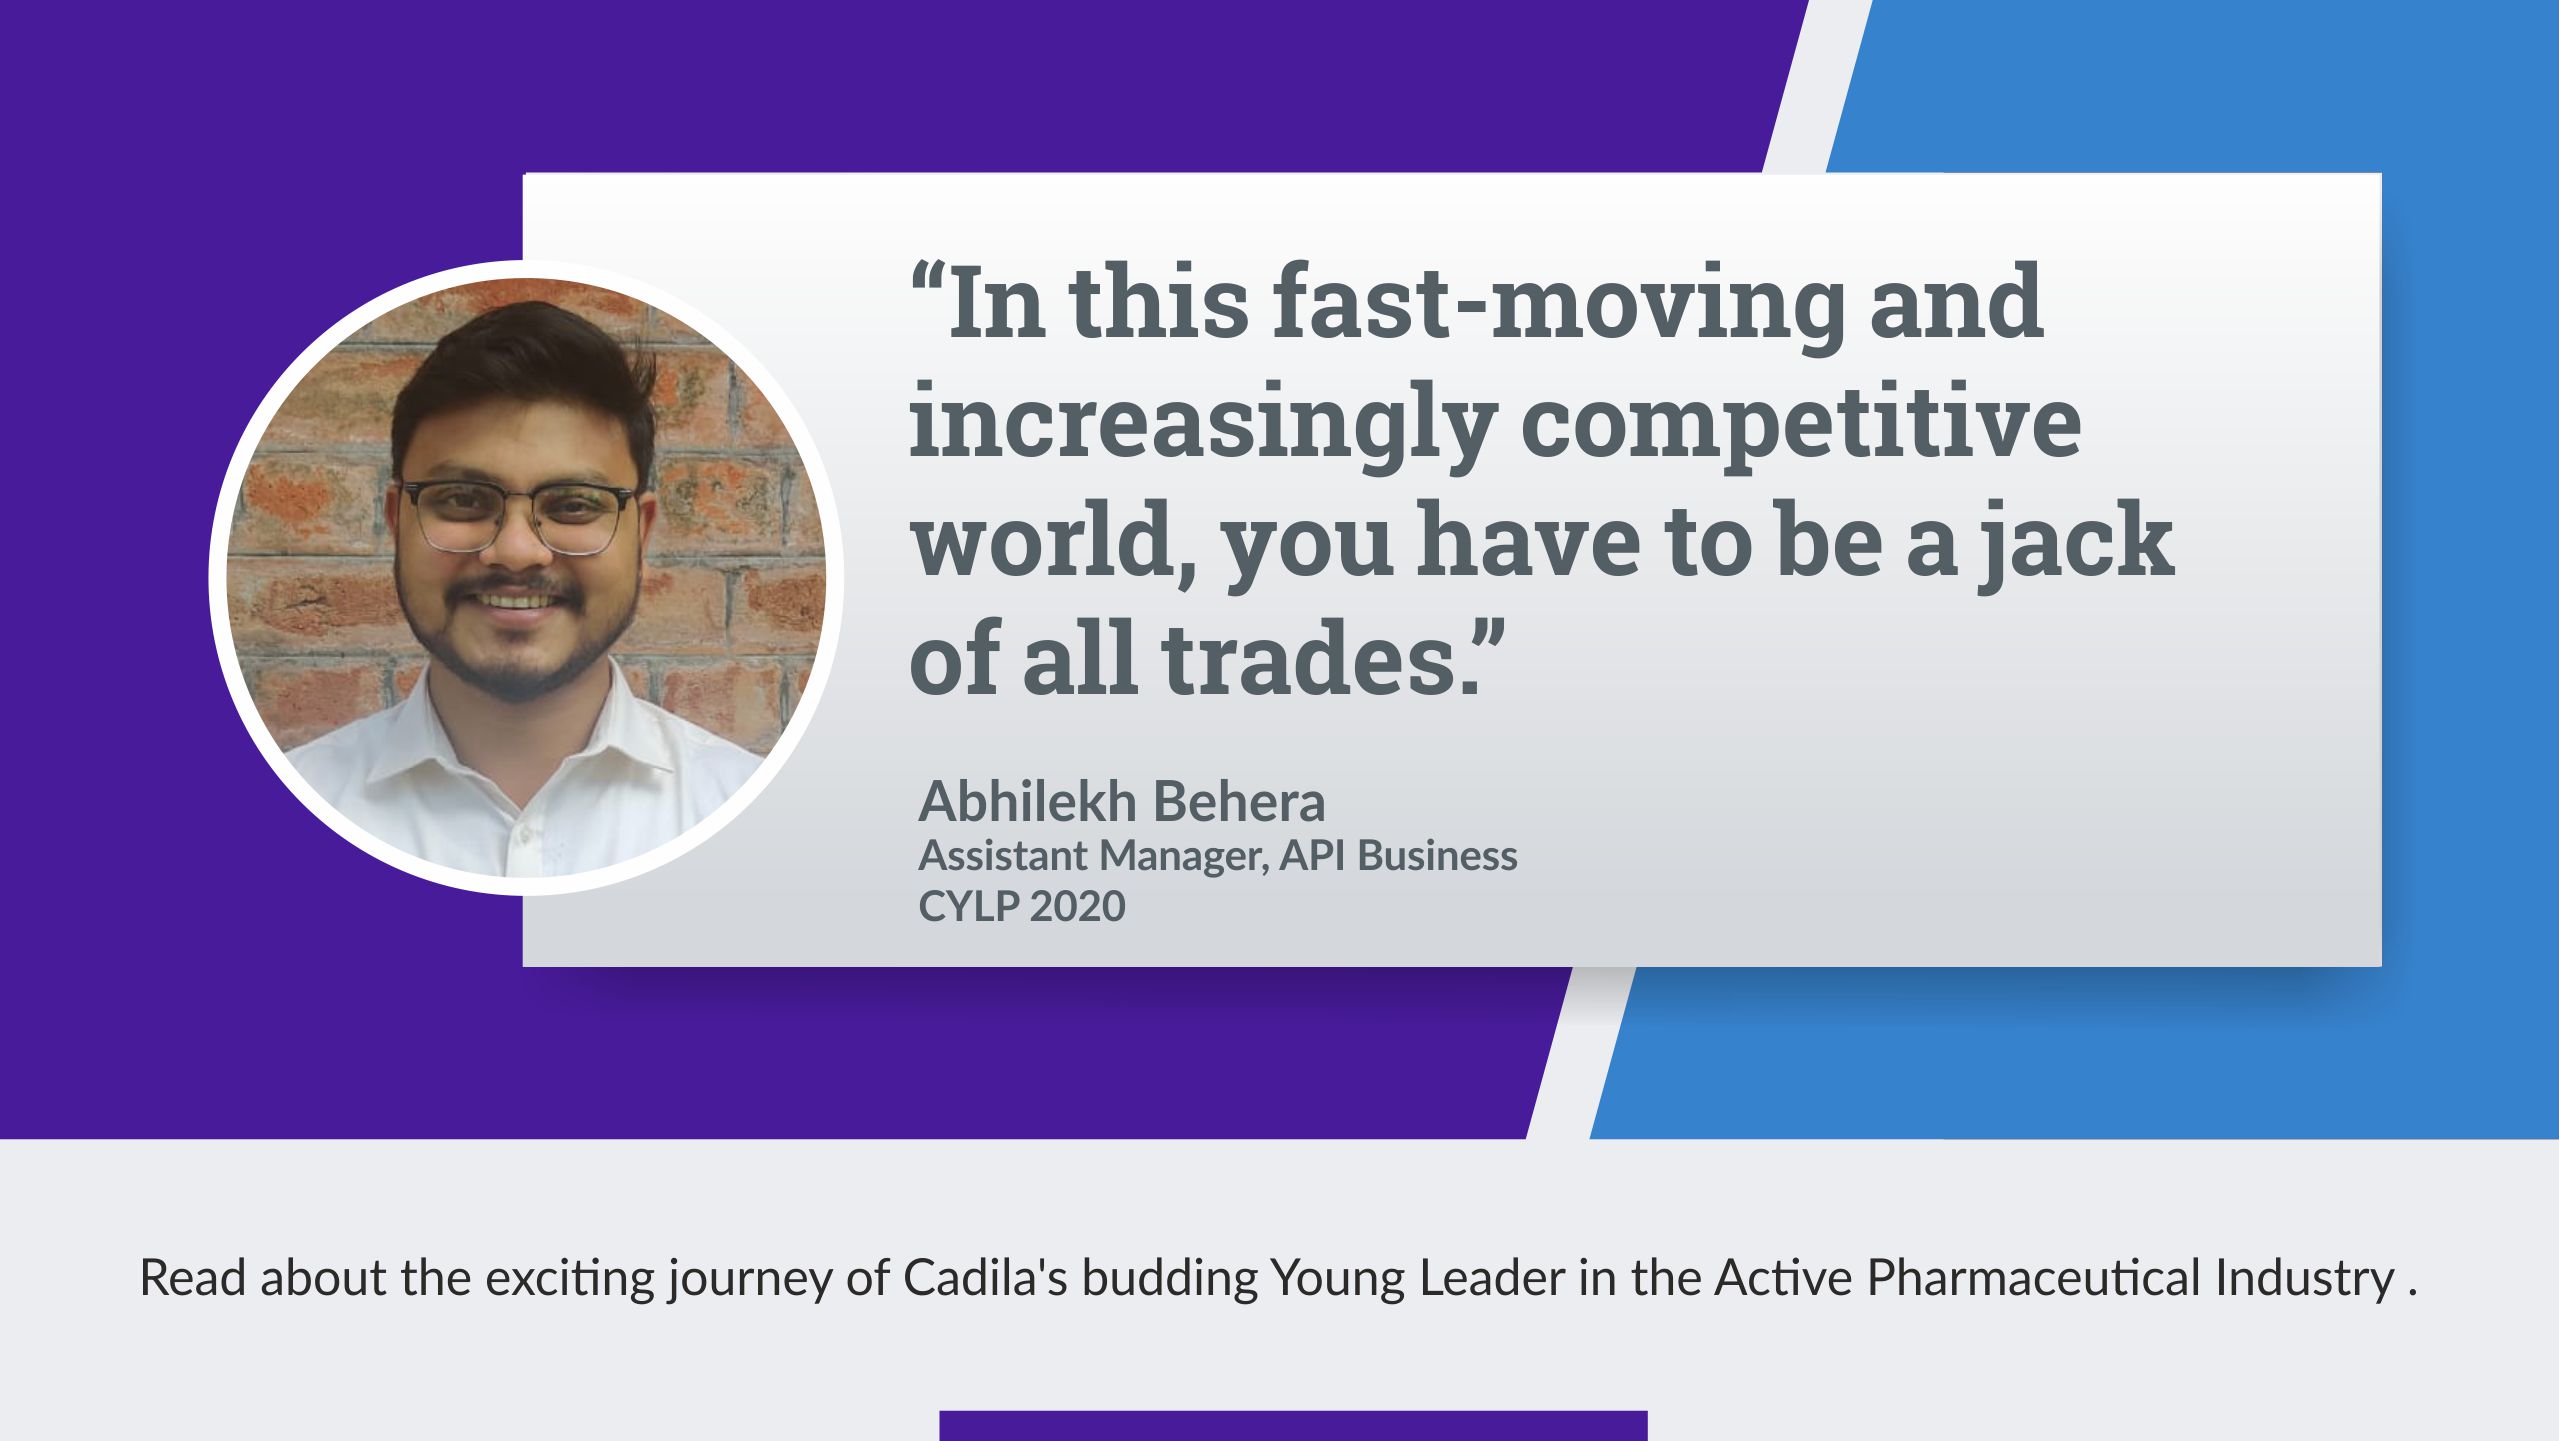 “In this fast-moving and
increasingly competitive
world, you have to be a jack
of all trades.”
Abhilekh Behera
Assistant Manager, API Business
CYLP 2020
Read about the exciting journey of Cadila's budding Young Leader in the Active Pharmaceutical Industry .